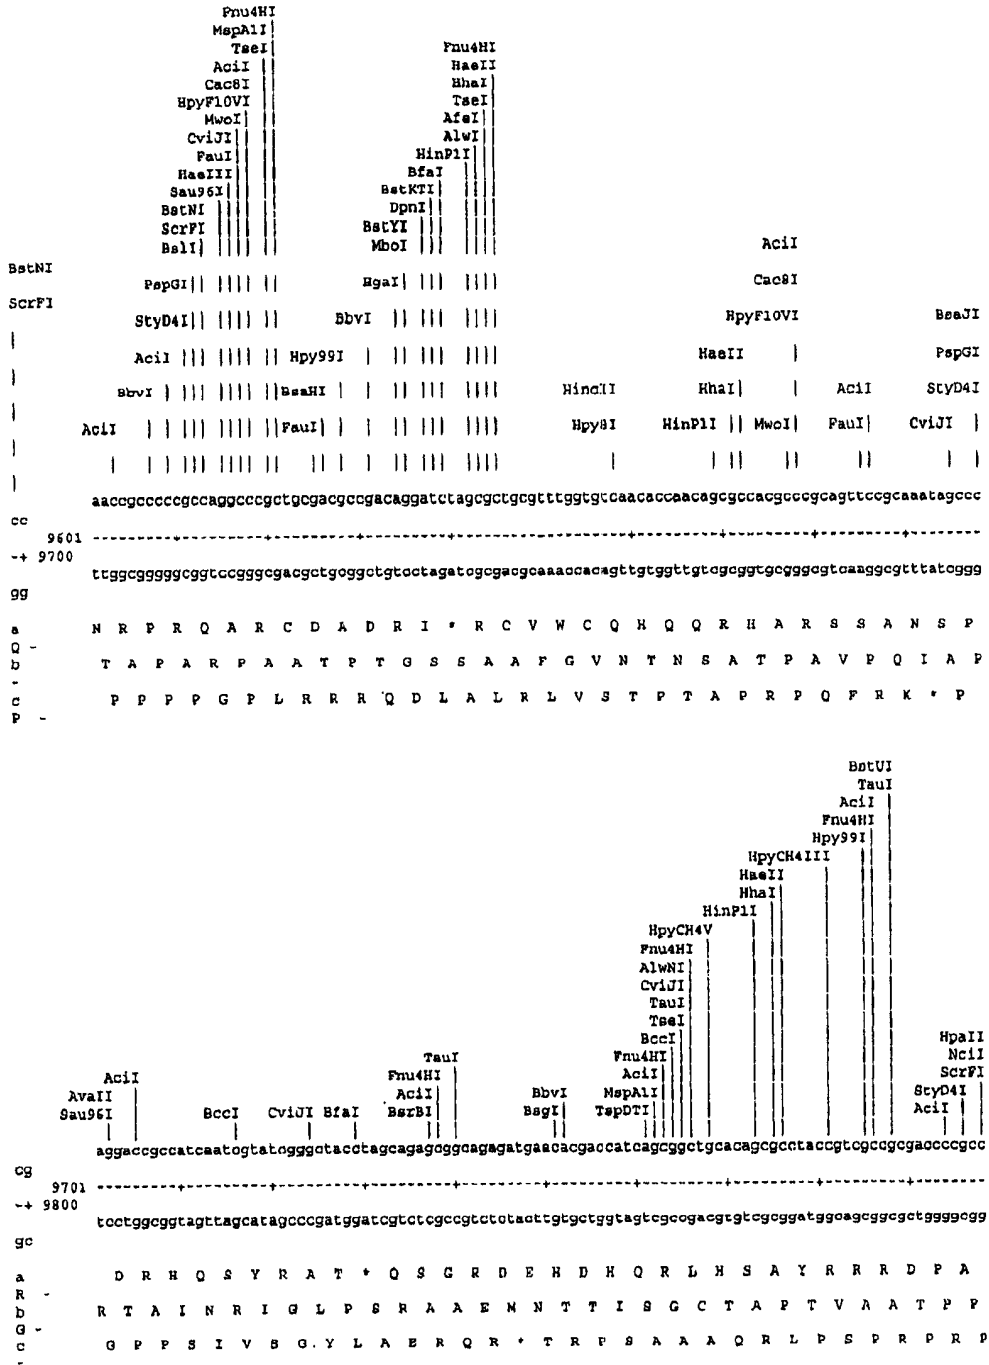 Fnu4HI
MspA1I
TseI Fnu4HI
AciI HaeII
Cac8I HhaI
HpyF10VI TseI
MwoI AfeI
CviJI AlwI
FauI HinP1I
HaeIII BfaI
Sau96I BstKTI
BstNI DpnI
ScrFI BstYI
BslI MboI AciI
BstNI
PspGI HgaI Cac8I
ScrFI
StyD4I BbvI HpyF10VI BsaJI
AciI Hpy99I HaeII PspGI
BbvI BsaHI HincII HhaI AciI StyD4I
AciI FauI Hpy8I HinP1I MwoI FauI CviJI
aaccgcccccgccaggcccgctgcgacgccgacaggatctagcgctgcgtttggtgtcaacaccaacagcgccacgcccgcagttccgcaaatagccc
cc
9601 ---------+---------+---------+---------+---------+---------+---------+---------+---------+--------
-+ 9700
ttggcgggggcggtccgggcgacgctgcggctgtcctagatcgcgacgcaaaccacagttgtggttgtcgcggtgcgggcgtcaaggcgtttatcggg
gg
a N R P R Q A R C D A D R I * R C V W C Q H Q Q R H A R S S A N S P
Q -
b T A P A R P A A T P T G S S A A F G V N T N S A T P A V P Q I A P
-
c P P P P G P L R R R Q D L A L R L V S T P T A P R P Q F R K * P
P -
BstUI
TauI
AciI
Fnu4HI
Hpy99I
HpyCH4III
HaeII
HhaI
HinP1I
HpyCH4V
Fnu4HI
AlwNI
CviJI
TauI
TseI
BccI HpaII
TauI Fnu4HI NciI
AciI Fnu4HI AciI ScrFI
AvaII AciI BbvI MspA1I StyD4I
Sau96I BccI CviJI BfaI BsrBI BsgI TspDTI AciI
aggaccgccatcaatcgtatcgggctacctagcagagcggcagagatgaacacgaccatcagcggctgcacagcgcctaccgtcgccgcgaccccgcc
cg
9701 ---------+---------+---------+---------+---------+---------+---------+---------+---------+--------
-+ 9800
tcctggcggtagttagcatagcccgatggatcgtctcgccgtctctacttgtgctggtagtcgccgacgtgtcgcggatggcagcggcgctggggcgg
gc
a D R H Q S Y R A T * Q S G R D E H D H Q R L H S A Y R R R D P A
R -
b R T A I N R I G L P S R A A E M N T T I S G C T A P T V A A T P P
G -
c G P P S I V S G Y L A E R Q R * T R P S A A A Q R L P S P R P R P
-